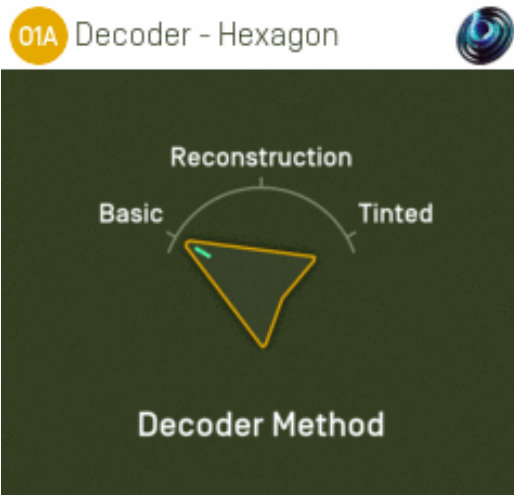 01A Decoder - Hexagon
Reconstruction
Basic
Tinted
Decoder Method